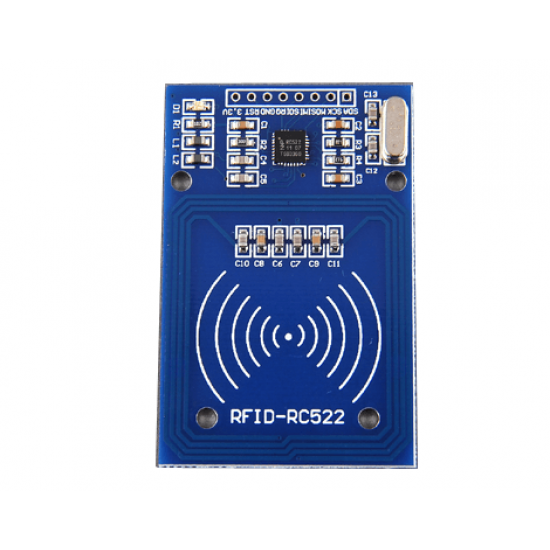 C13
SDA SCK MOSI MISO IRQ GND RST 3.3V
D1
C1
C2
R1
R2
R3
L1
C4
R4
L2
C5
C3
C12
C10 C8 C6 C7 C9 C11
RFID-RC522